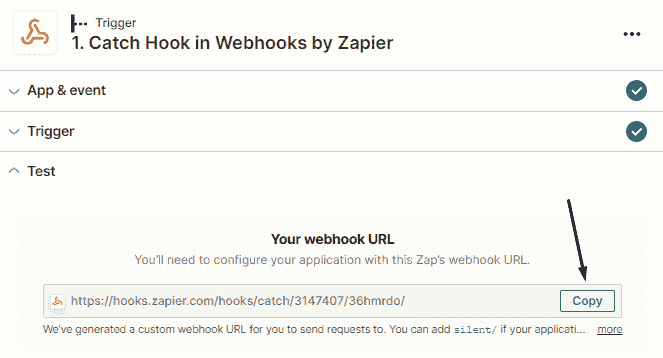 Trigger
1. Catch Hook in Webhooks by Zapier
App & event
Trigger
Test
Your webhook URL
You'll need to configure your application with this Zap's webhook URL.
https://hooks.zapier.com/hooks/catch/3147407/36hmrdo/ Copy
We've generated a custom webhook URL for you to send requests to. You can add silent/ if your applicati... more